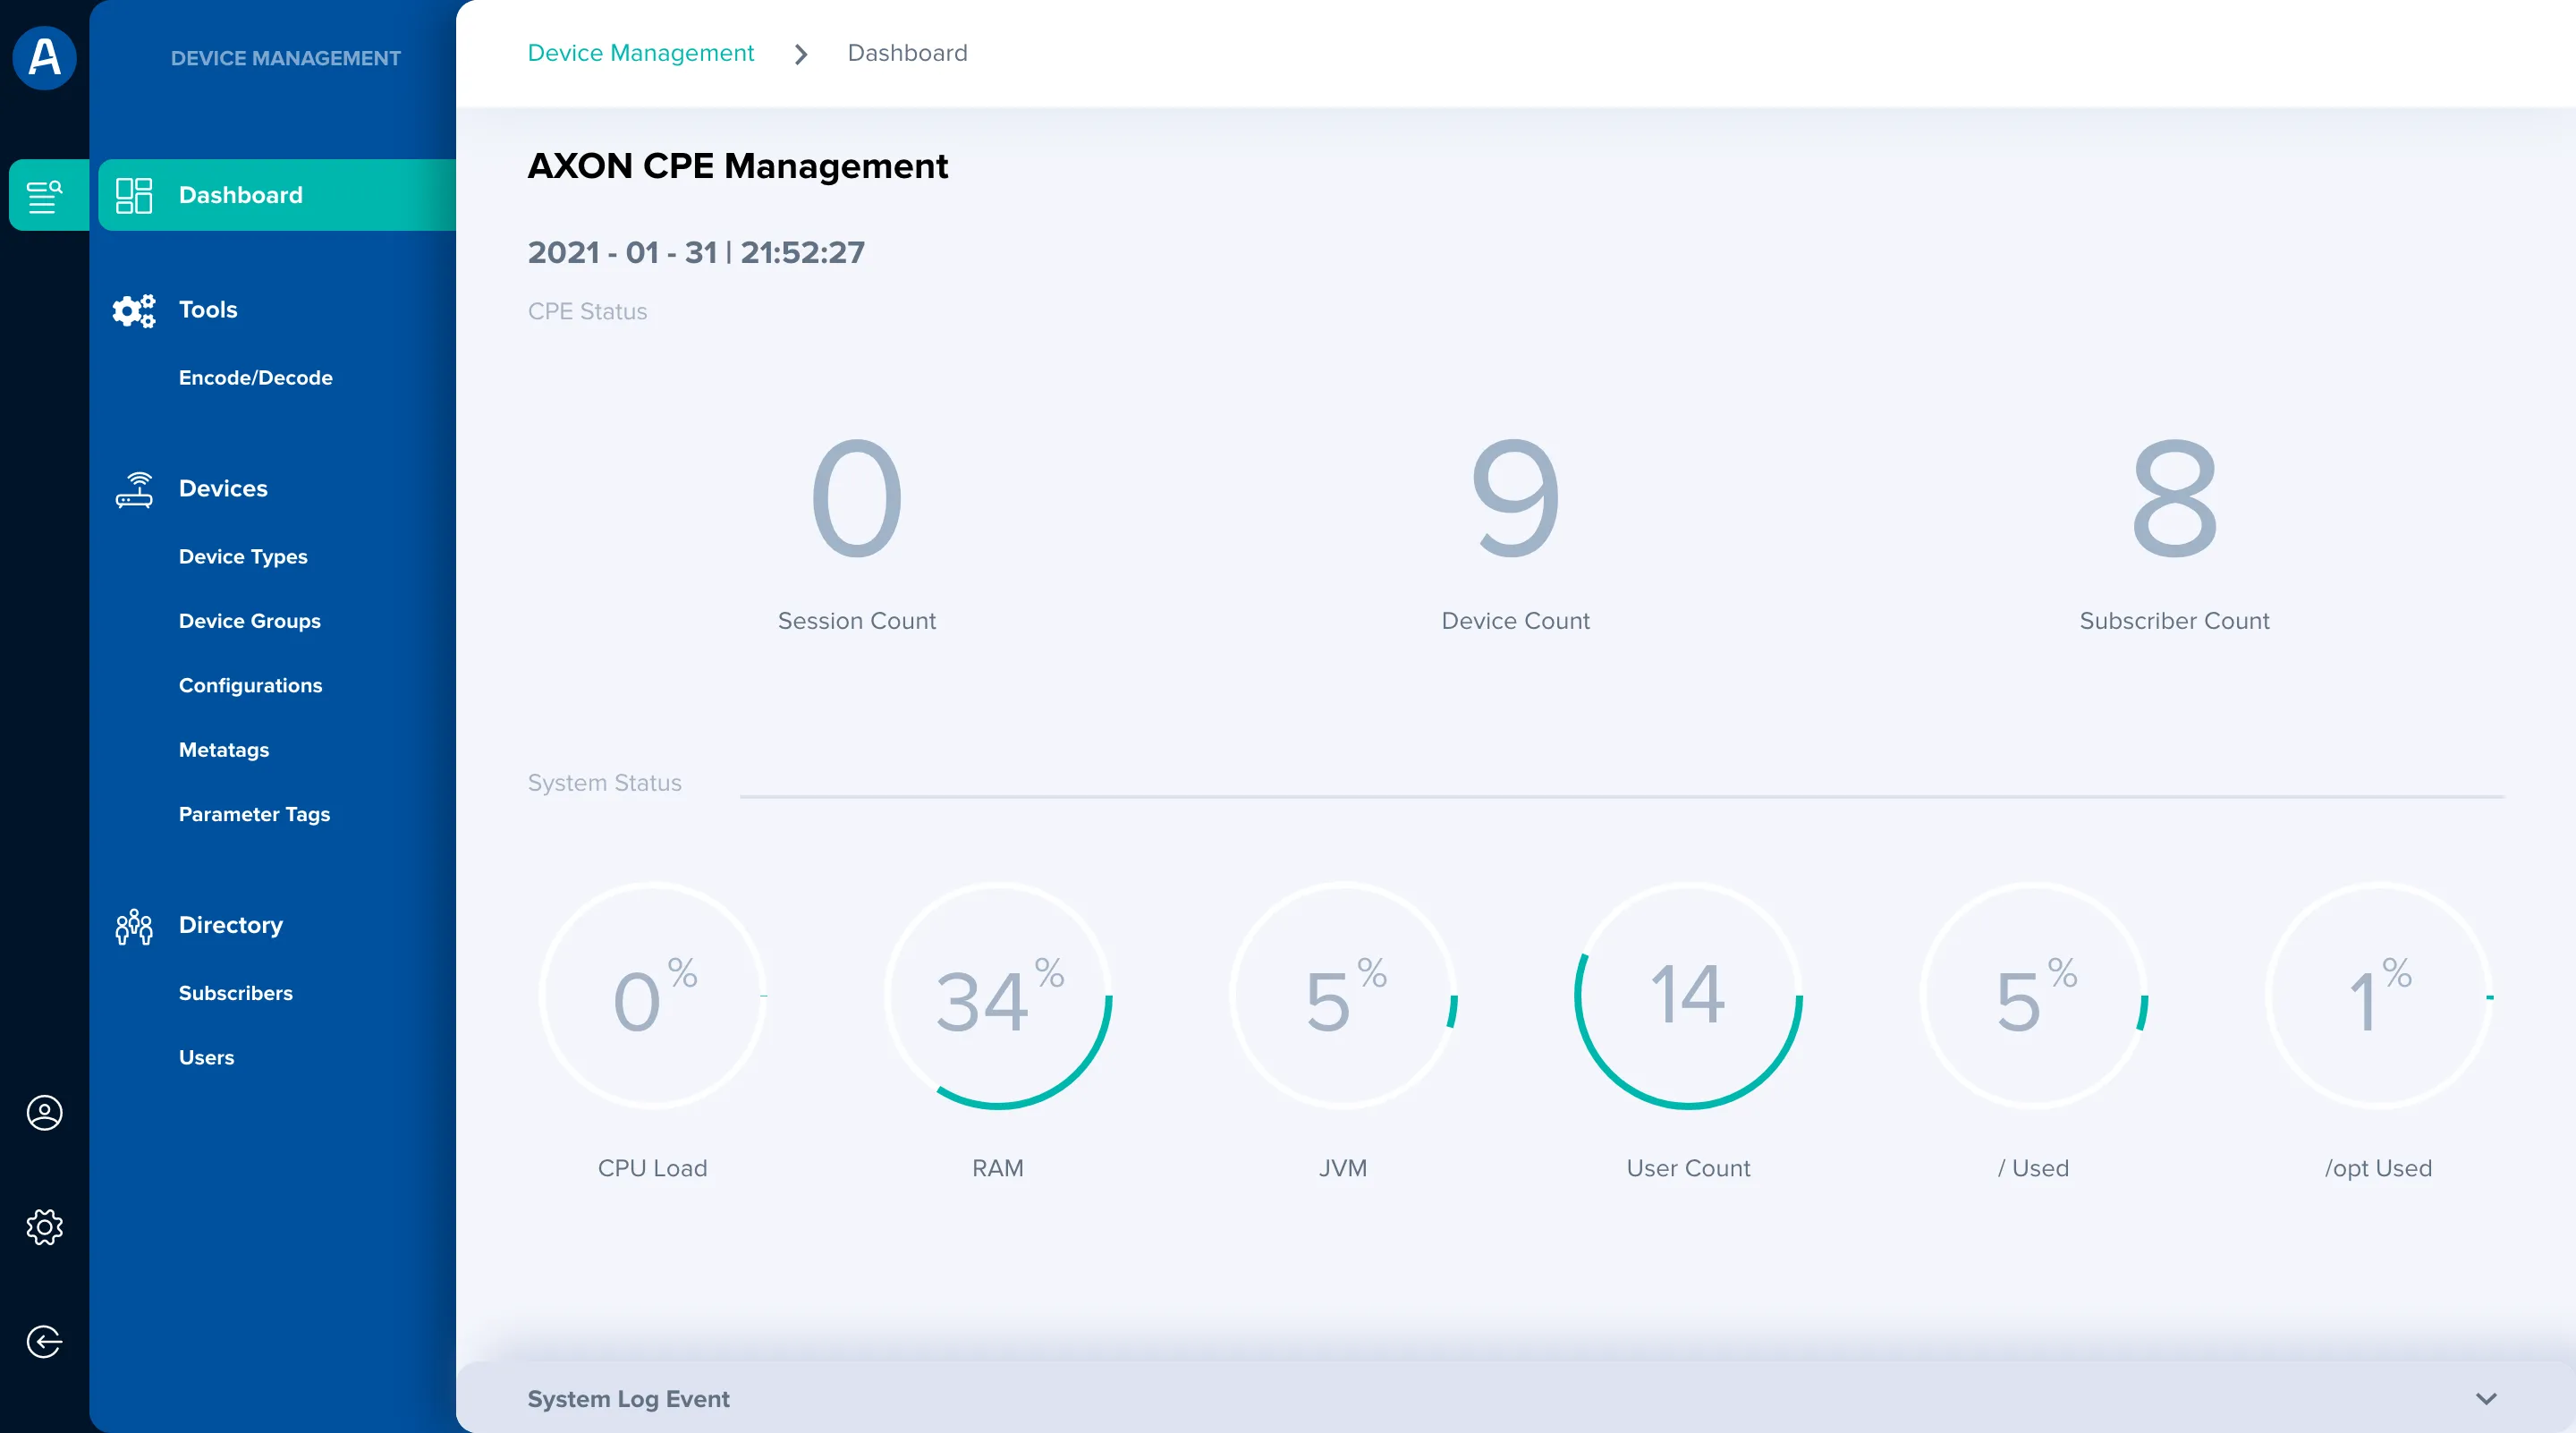 A
DEVICE MANAGEMENT
Dashboard
Tools
Encode/Decode
Devices
Device Types
Device Groups
Configurations
Metatags
Parameter Tags
Directory
Subscribers
Users
Device Management > Dashboard
AXON CPE Management
2021 - 01 - 31 | 21:52:27
CPE Status
0 9 8
Session Count Device Count Subscriber Count
System Status
0% 34% 5% 14 5% 1%
CPU Load RAM JVM User Count / Used /opt Used
System Log Event